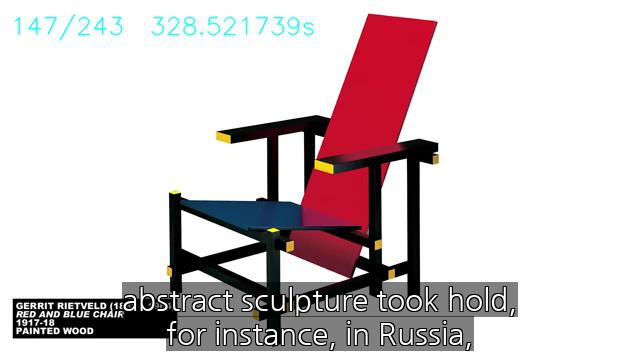 147/243 328.521739s
GERRIT RIETVELD (18
RED AND BLUE CHAIR
1917-18
PAINTED WOOD
abstract sculpture took hold,
for instance, in Russia,